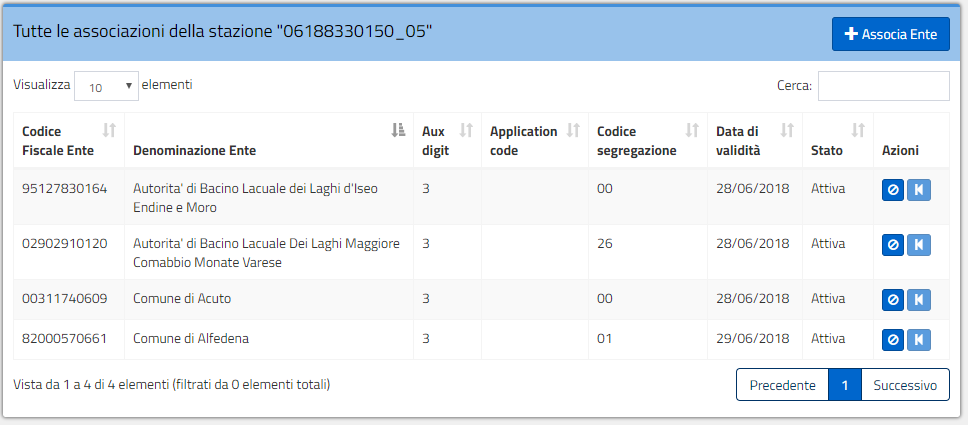 Tutte le associazioni della stazione "06188330150_05"
Associa Ente
Visualizza 10 elementi
Cerca:
Codice Fiscale Ente Denominazione Ente Aux digit Application code Codice segregazione Data di validità Stato Azioni
95127830164 Autorita' di Bacino Lacuale dei Laghi d'Iseo 3 00 28/06/2018 Attiva
Endine e Moro
02902910120 Autorita' di Bacino Lacuale Dei Laghi Maggiore 3 26 28/06/2018 Attiva
Comabbio Monate Varese
00311740609 Comune di Acuto 3 00 28/06/2018 Attiva
82000570661 Comune di Alfedena 3 01 29/06/2018 Attiva
Vista da 1 a 4 di 4 elementi (filtrati da 0 elementi totali)
Precedente 1 Successivo